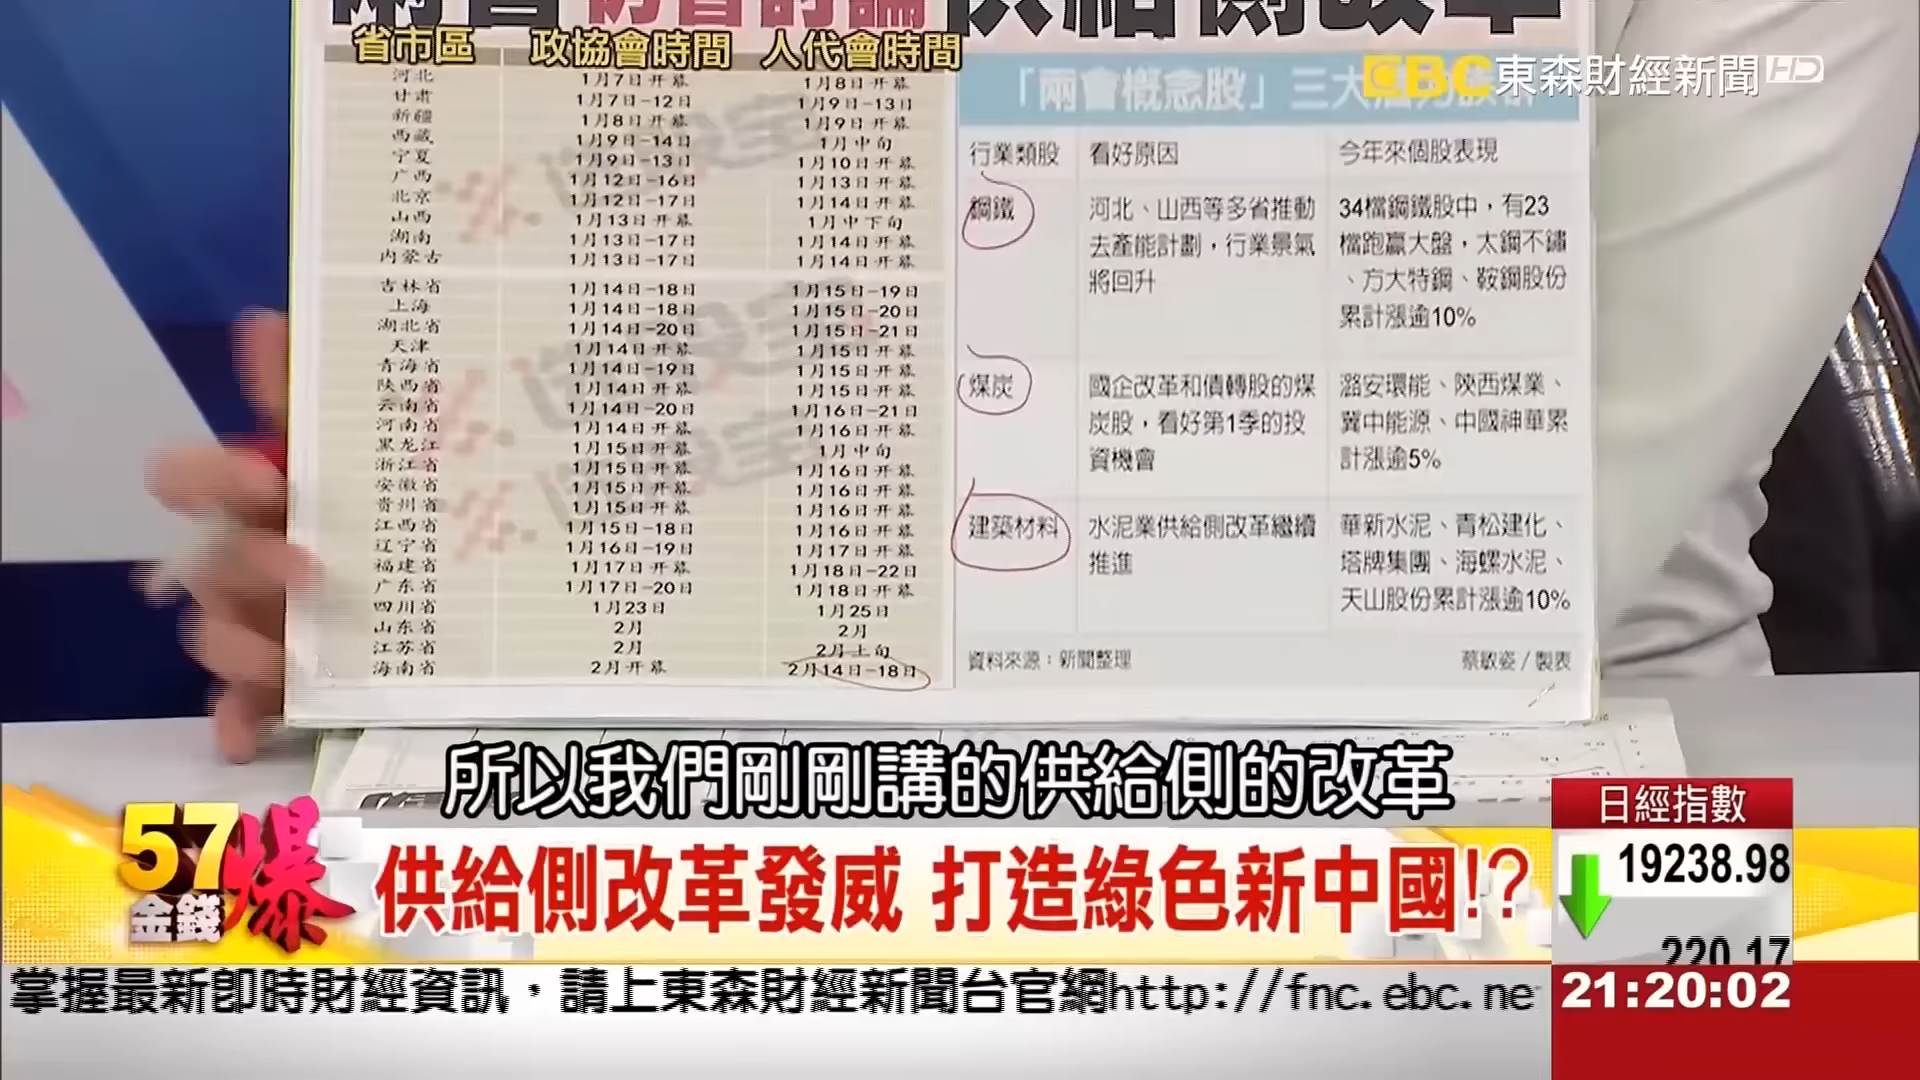 省市區 政協會時間 人代會時間
河北 1月7日开幕 1月8日开幕
甘肃 1月7日-12日 1月9日-13日
新疆 1月8日开幕 1月9日开幕
西藏 1月9日-14日 1月中旬
宁夏 1月9日-13日 1月10日开幕
广西 1月12日-16日 1月13日开幕
北京 1月12日-17日 1月14日开幕
山西 1月13日开幕 1月中下旬
湖南 1月13日-17日 1月14日开幕
内蒙古 1月13日-17日 1月14日开幕
吉林省 1月14日-18日 1月15日-19日
上海 1月14日-18日 1月15日-20日
湖北省 1月14日-20日 1月15日-21日
天津 1月14日开幕 1月15日开幕
青海省 1月14日-19日 1月15日开幕
陕西省 1月14日开幕 1月15日开幕
云南省 1月14日-20日 1月16日-21日
河南省 1月14日开幕 1月16日开幕
黑龙江 1月15日开幕 1月中旬
浙江省 1月15日开幕 1月16日开幕
安徽省 1月15日开幕 1月16日开幕
贵州省 1月15日开幕 1月16日开幕
江西省 1月15日-18日 1月16日开幕
辽宁省 1月16日-19日 1月17日开幕
福建省 1月17日开幕 1月18日-22日
广东省 1月17日-20日 1月18日开幕
四川省 1月23日 1月25日
山东省 2月 2月
江苏省 2月 2月上旬
海南省 2月开幕 2月14日-18日
EBC 東森財經新聞 HD
「兩會概念股」三大
行業類股 看好原因 今年來個股表現
鋼鐵 河北、山西等多省推動 34檔鋼鐵股中，有23
去產能計劃，行業景氣 檔跑贏大盤，太鋼不鏽
將回升 、方大特鋼、鞍鋼股份
累計漲逾10%
煤炭 國企改革和債轉股的煤 潞安環能、陝西煤業、
炭股，看好第1季的投 冀中能源、中國神華累
資機會 計漲逾5%
建築材料 水泥業供給側改革繼續 華新水泥、青松建化、
推進 塔牌集團、海螺水泥、
天山股份累計漲逾10%
資料來源：新聞整理 蔡敏姿／製表
所以我們剛剛講的供給側的改革
57
金錢
爆
供給側改革發威 打造綠色新中國!?
日經指數
19238.98
220.17
掌握最新即時財經資訊，請上東森財經新聞台官網http://fnc.ebc.ne
21:20:02